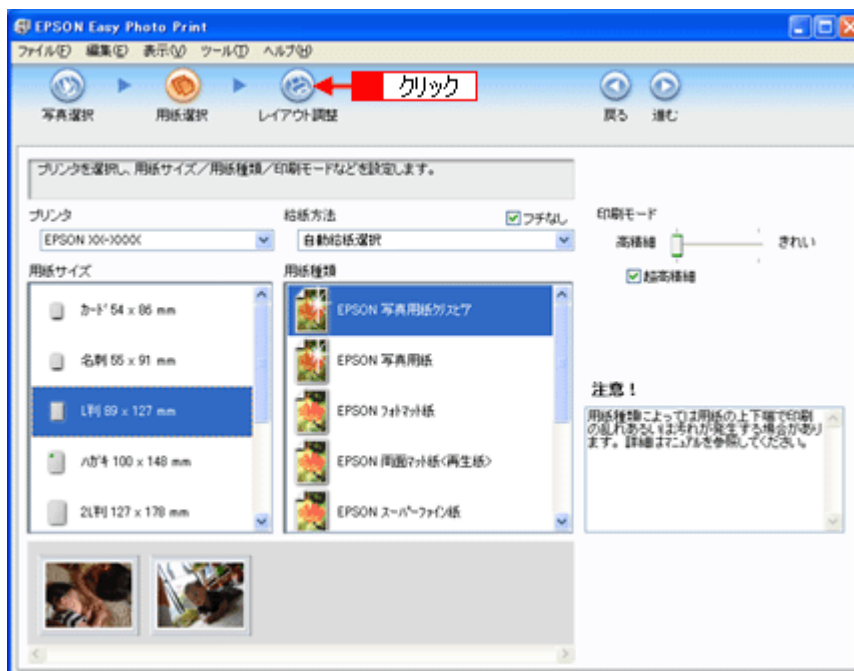 EPSON Easy Photo Print
ファイル(F) 編集(E) 表示(V) ツール(T) ヘルプ(H)
クリック
写真選択 用紙選択 レイアウト調整 戻る 進む
プリンタを選択し、用紙サイズ／用紙種類／印刷モードなどを設定します。
プリンタ 給紙方法 フチなし 印刷モード
EPSON XX-XXXX 自動給紙選択 高精細 きれい
用紙サイズ 用紙種類 超高精細
カード 54 x 86 mm
EPSON 写真用紙クリスピア
名刺 55 x 91 mm
EPSON 写真用紙
L判 89 x 127 mm
EPSON フォトマット紙
ハガキ 100 x 148 mm
EPSON 両面マット紙<再生紙>
2L判 127 x 178 mm
EPSON スーパーファイン紙
注意！
用紙種類によっては用紙の上下端で印刷
の乱れあるいは汚れが発生する場合があり
ます。詳細はマニュアルを参照してください。